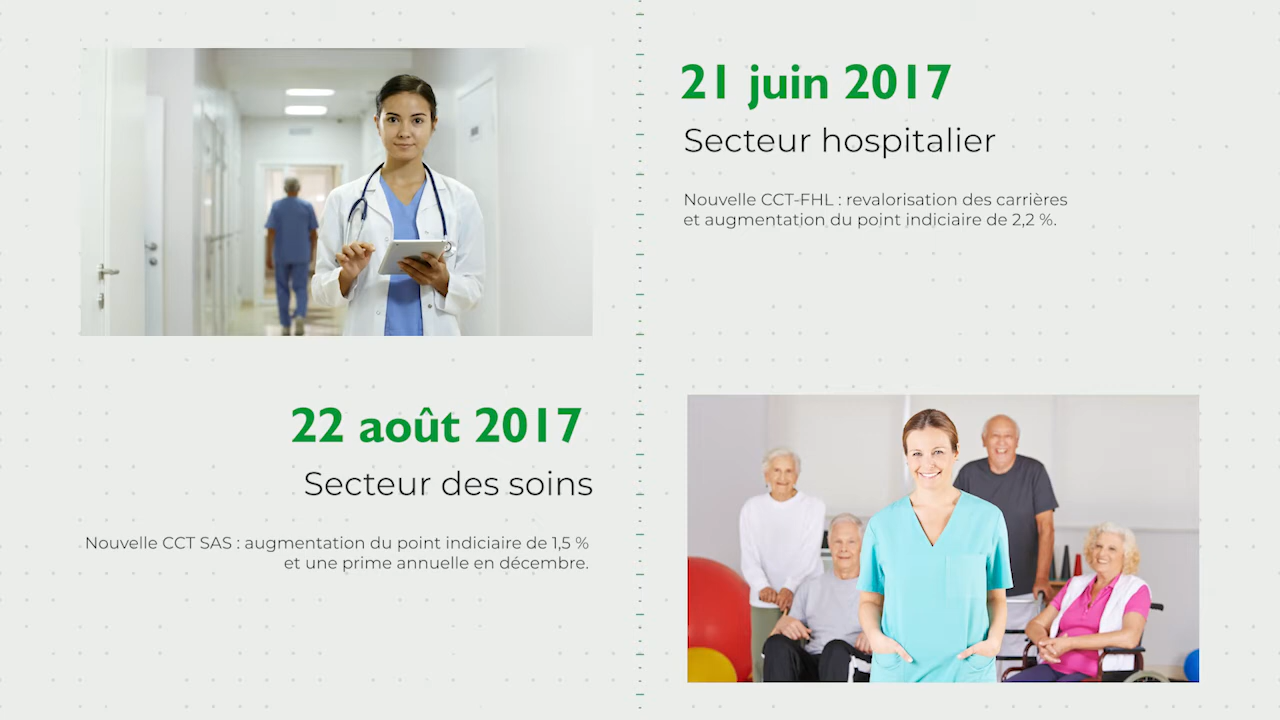 21 juin 2017
Secteur hospitalier
Nouvelle CCT-FHL : revalorisation des carrières
et augmentation du point indiciaire de 2,2 %.
22 août 2017
Secteur des soins
Nouvelle CCT SAS : augmentation du point indiciaire de 1,5 %
et une prime annuelle en décembre.